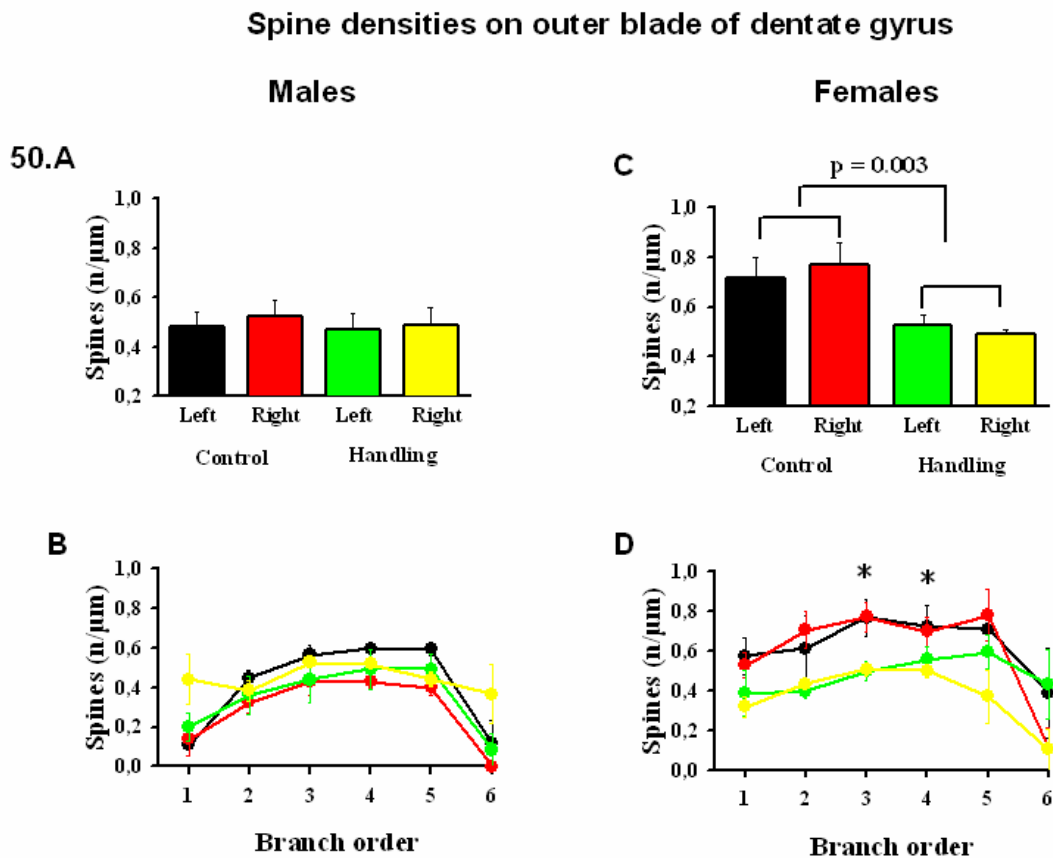 Spine densities on outer blade of dentate gyrus
Males
50.A
Spines (n/µm)
1,0
0,8
0,6
0,4
0,2
Left Right Left Right
Control Handling
B
Spines (n/µm)
1,0
0,8
0,6
0,4
0,2
0,0
1 2 3 4 5 6
Branch order
Females
C
p = 0.003
Spines (n/µm)
1,0
0,8
0,6
0,4
0,2
Left Right Left Right
Control Handling
D
* *
Spines (n/µm)
1,0
0,8
0,6
0,4
0,2
0,0
1 2 3 4 5 6
Branch order